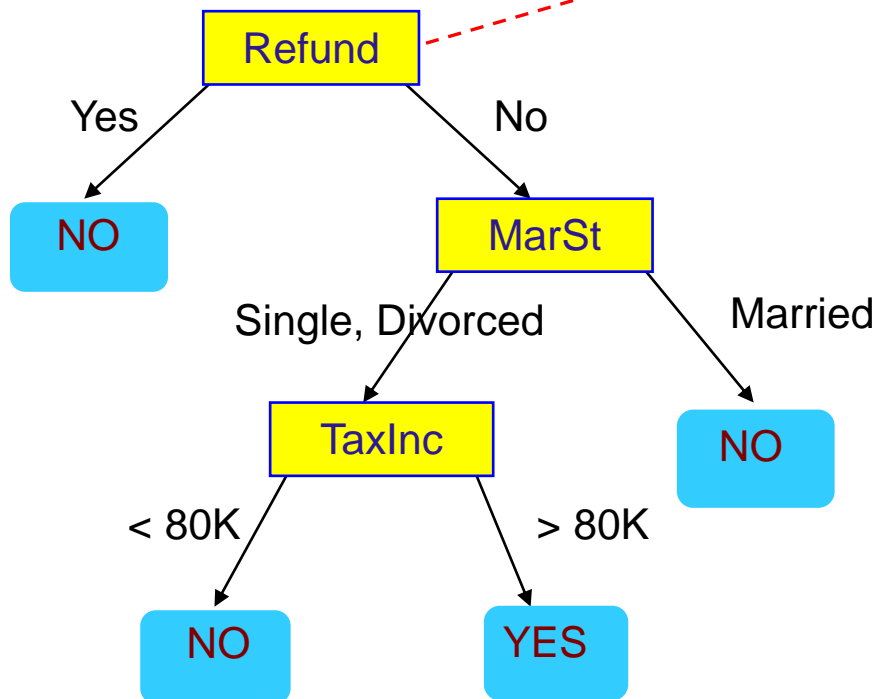 Refund
Yes
No
NO
MarSt
Single, Divorced
Married
TaxInc
NO
< 80K
> 80K
NO
YES